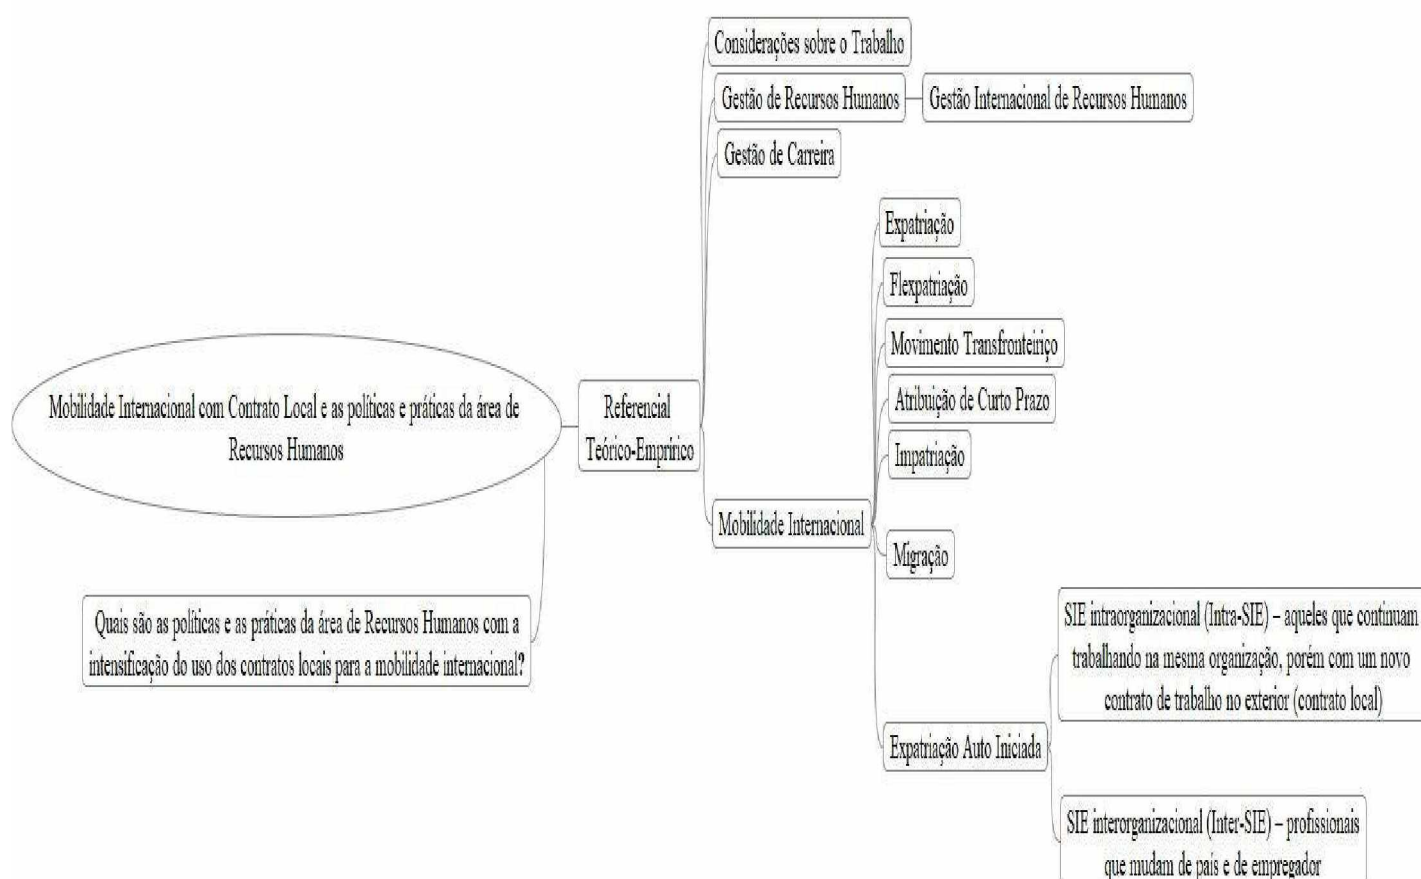 Considerações sobre o Trabalho
Gestão de Recursos Humanos
Gestão Internacional de Recursos Humanos
Gestão de Carreira
Expatriação
Flexpatriação
Movimento Transfronteiriço
Atribuição de Curto Prazo
Impatriação
Mobilidade Internacional com Contrato Local e as políticas e práticas da área de
Recursos Humanos
Referencial
Teórico-Emprírico
Mobilidade Internacional
Migração
Quais são as políticas e as práticas da área de Recursos Humanos com a
intensificação do uso dos contratos locais para a mobilidade internacional?
SIE intraorganizacional (Intra-SIE) – aqueles que continuam
trabalhando na mesma organização, porém com um novo
contrato de trabalho no exterior (contrato local)
Expatriação Auto Iniciada
SIE interorganizacional (Inter-SIE) – profissionais
que mudam de país e de empregador